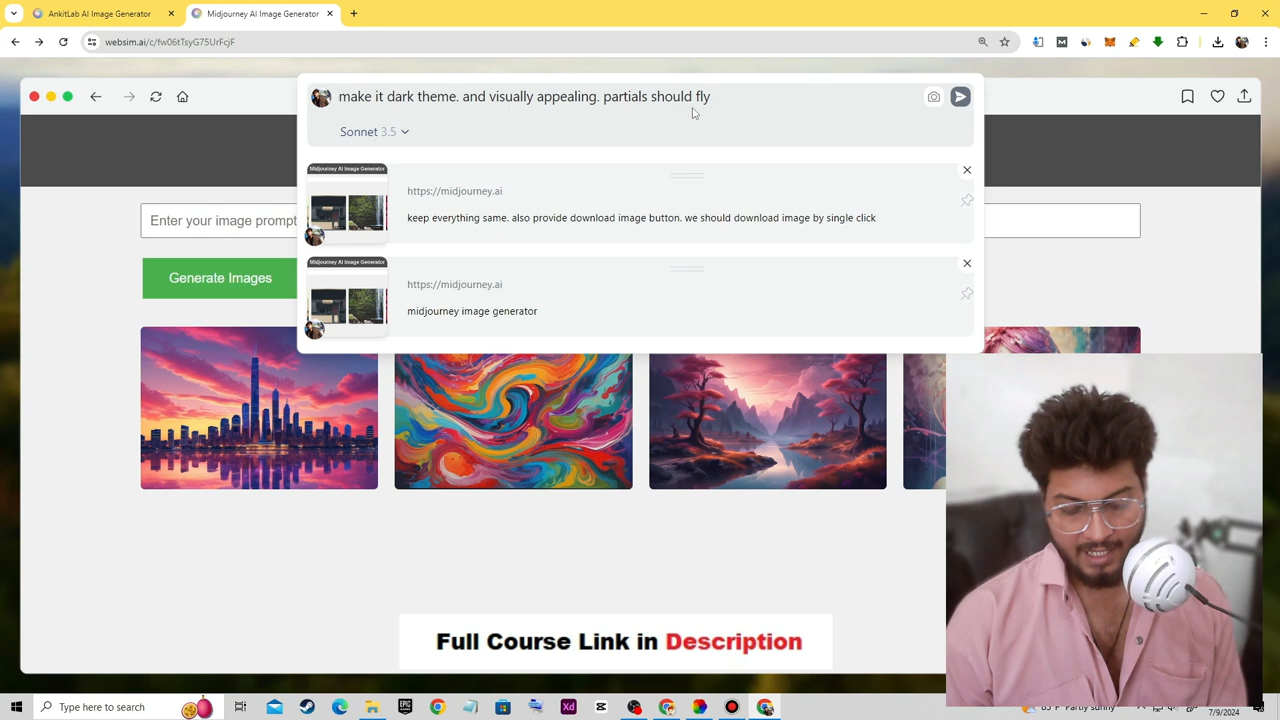 AnkitLab AI Image Generator
Midjourney AI Image Generator
websim.ai/c/fw06tTsyG75UrFcjF
make it dark theme. and visually appealing. partials should fly
Sonnet 3.5
Midjourney AI Image Generator
https://midjourney.ai
keep everything same. also provide download image button. we should download image by single click
Midjourney AI Image Generator
https://midjourney.ai
midjourney image generator
Enter your image prompt
Generate Images
Full Course Link in Description
Type here to search
7/9/2024